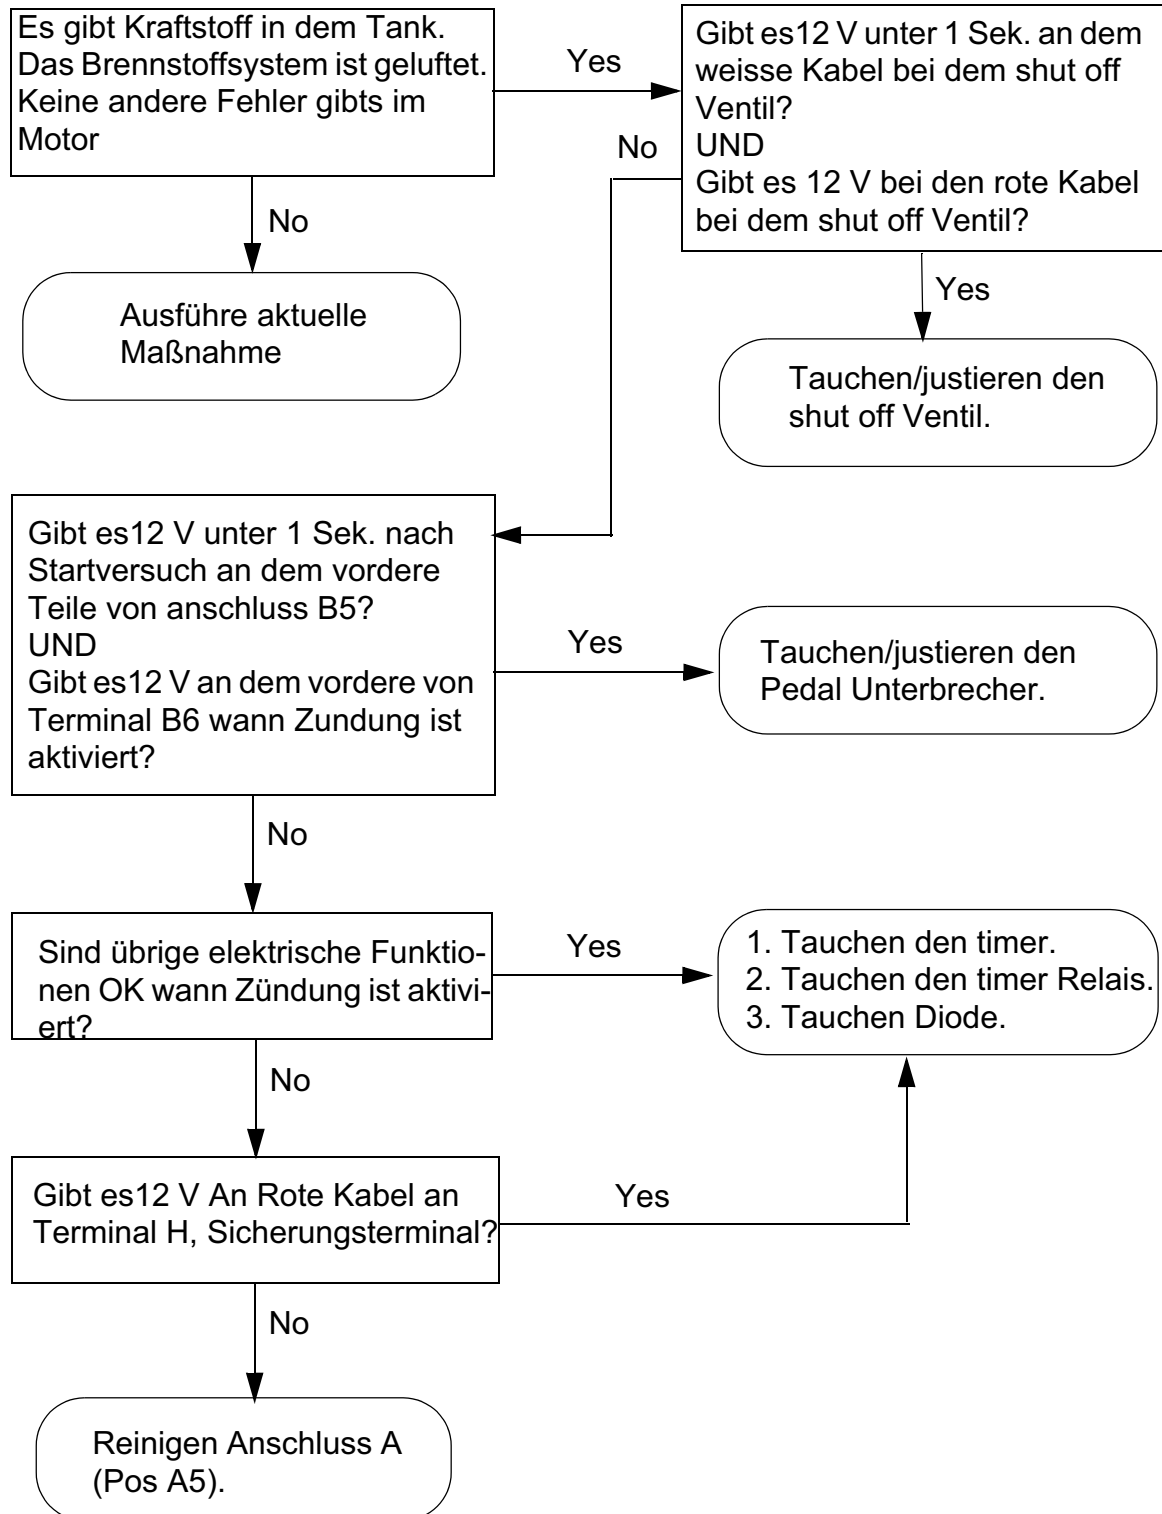 Es gibt Kraftstoff in dem Tank.
Das Brennstoffsystem ist geluftet.
Keine andere Fehler gibts im
Motor
Yes
Gibt es12 V unter 1 Sek. an dem
weisse Kabel bei dem shut off
Ventil?
UND
Gibt es 12 V bei den rote Kabel
bei dem shut off Ventil?
No
No
Yes
Ausführe aktuelle
Maßnahme
Tauchen/justieren den
shut off Ventil.
Gibt es12 V unter 1 Sek. nach
Startversuch an dem vordere
Teile von anschluss B5?
UND
Gibt es12 V an dem vordere von
Terminal B6 wann Zundung ist
aktiviert?
Yes
Tauchen/justieren den
Pedal Unterbrecher.
No
Sind übrige elektrische Funktio-
nen OK wann Zündung ist aktivi-
ert?
Yes
1. Tauchen den timer.
2. Tauchen den timer Relais.
3. Tauchen Diode.
No
Gibt es12 V An Rote Kabel an
Terminal H, Sicherungsterminal?
Yes
No
Reinigen Anschluss A
(Pos A5).